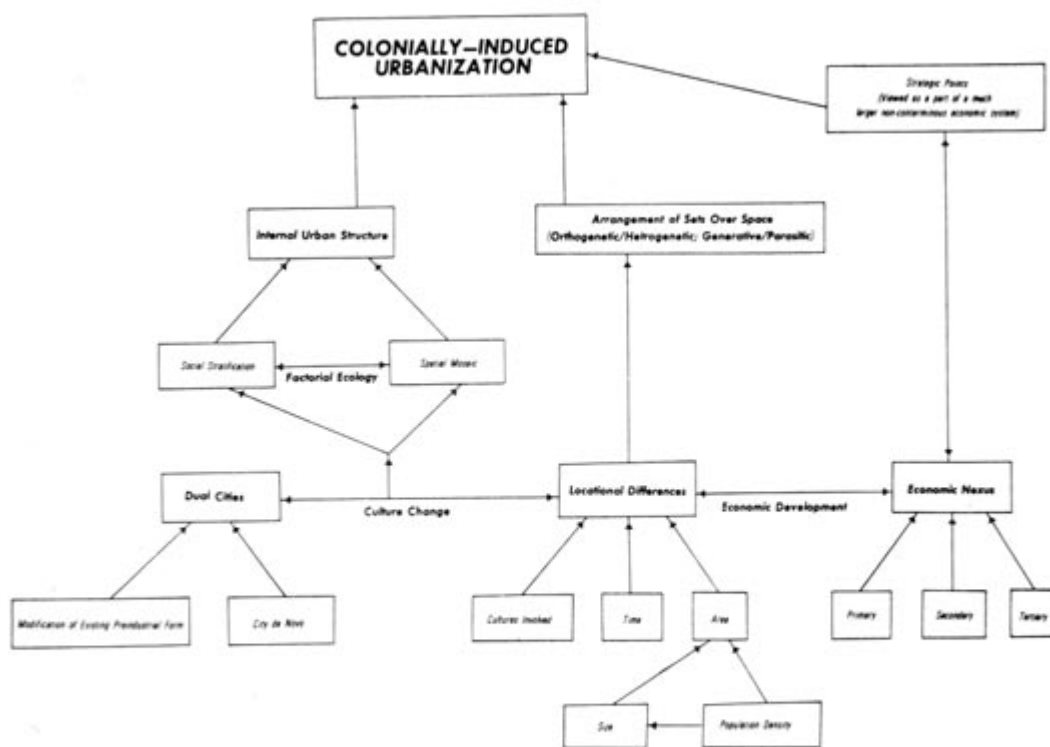 COLONIALLY—INDUCED
URBANIZATION
Strategic Points
(Viewed as a part of a much
larger non-conterminous economic system)
Internal Urban Structure
Arrangement of Sets Over Space
(Orthogenetic/Hetrogenetic; Generative/Parasitic)
Social Stratification
Factorial Ecology
Spatial Mosaic
Dual Cities
Culture Change
Locational Differences
Economic Development
Economic Nexus
Modification of Existing Preindustrial Form
City de Novo
Cultures Involved
Time
Area
Primary
Secondary
Tertiary
Size
Population Density